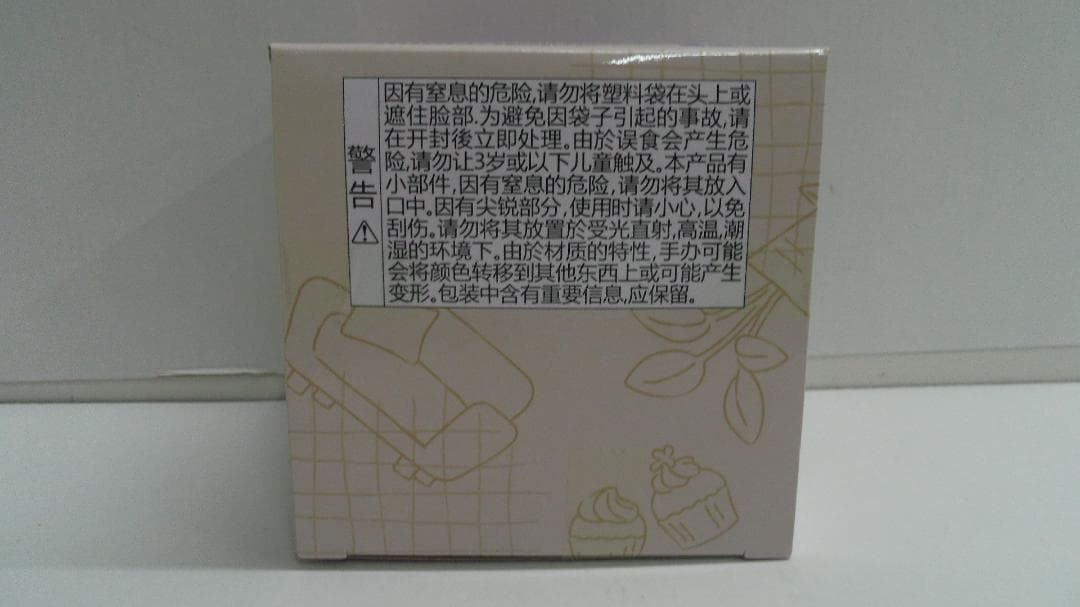 警告
因有窒息的危险,请勿将塑料袋在头上或
遮住脸部.为避免因袋子引起的事故,请
在开封後立即处理。由於误食会产生危
险,请勿让3岁或以下儿童触及。本产品有
小部件,因有窒息的危险,请勿将其放入
口中。因有尖锐部分,使用时请小心,以免
刮伤。请勿将其放置於受光直射,高温,潮
湿的环境下。由於材质的特性,手办可能
会将颜色转移到其他东西上或可能产生
变形。包装中含有重要信息,应保留。